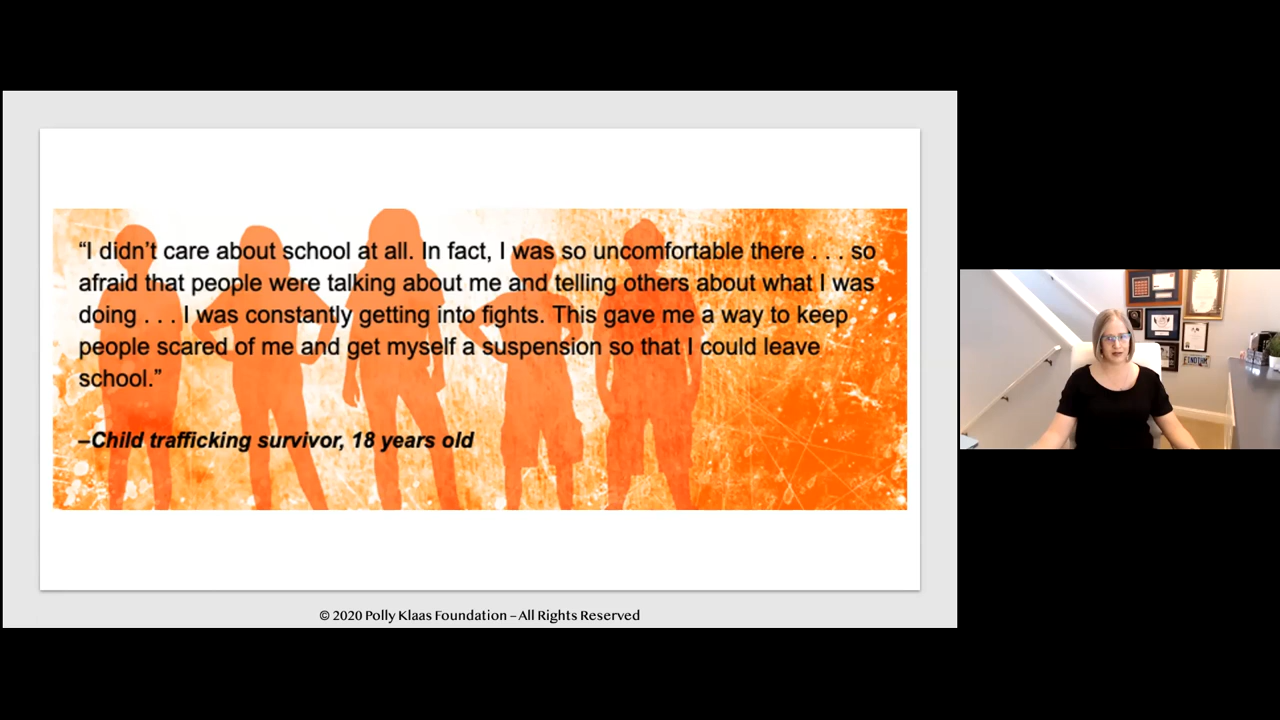 “I didn’t care about school at all. In fact, I was so uncomfortable there . . . so
afraid that people were talking about me and telling others about what I was
doing . . . I was constantly getting into fights. This gave me a way to keep
people scared of me and get myself a suspension so that I could leave
school.”
–Child trafficking survivor, 18 years old
© 2020 Polly Klaas Foundation – All Rights Reserved